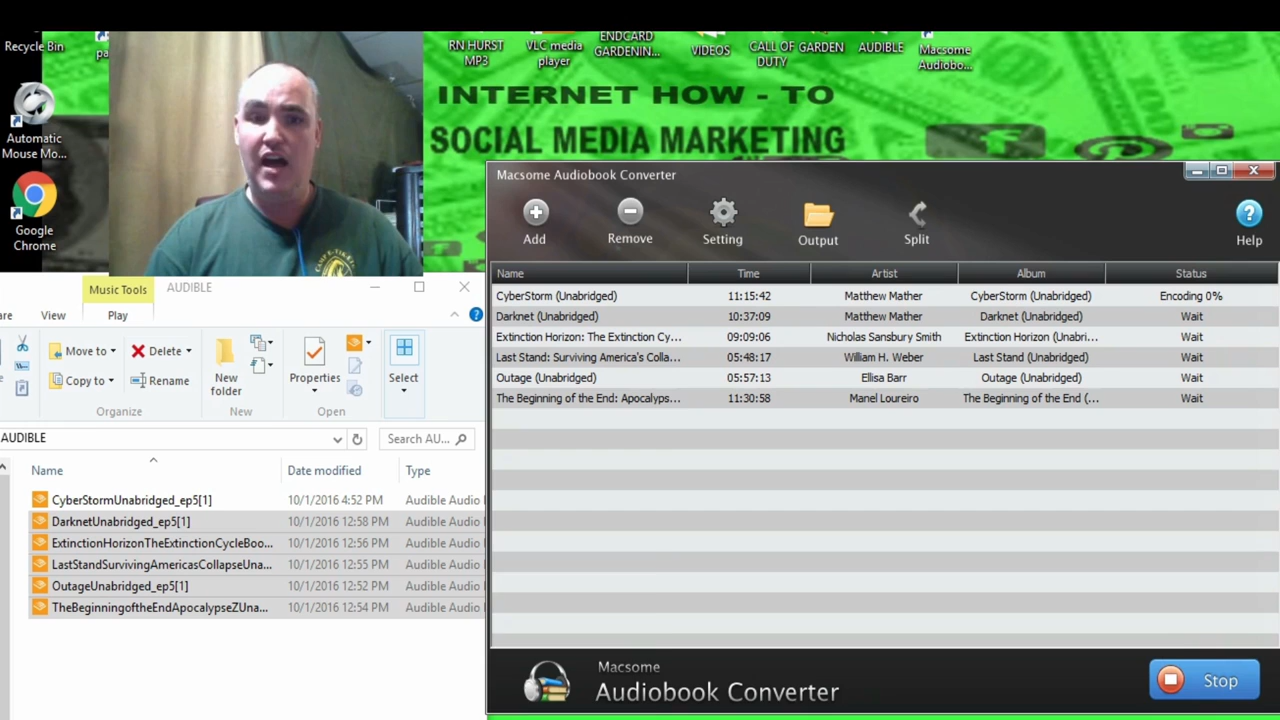 Recycle Bin
pa
RN HURST
MP3
VLC media
player
ENDCARD
GARDENIN...
VIDEOS
CALL OF
DUTY
GARDEN
AUDIBLE
Macsome
Audiobo...
INTERNET HOW - TO
SOCIAL MEDIA MARKETING
Automatic
Mouse Mo...
Google
Chrome
Macsome Audiobook Converter
Add
Remove
Setting
Output
Split
Help
Name Time Artist Album Status
CyberStorm (Unabridged) 11:15:42 Matthew Mather CyberStorm (Unabridged) Encoding 0%
Darknet (Unabridged) 10:37:09 Matthew Mather Darknet (Unabridged) Wait
Extinction Horizon: The Extinction Cy... 09:09:06 Nicholas Sansbury Smith Extinction Horizon (Unabri... Wait
Last Stand: Surviving America's Colla... 05:48:17 William H. Weber Last Stand (Unabridged) Wait
Outage (Unabridged) 05:57:13 Ellisa Barr Outage (Unabridged) Wait
The Beginning of the End: Apocalyps... 11:30:58 Manel Loureiro The Beginning of the End (... Wait
Macsome
Audiobook Converter
Stop
Music Tools AUDIBLE
are View Play
Move to Delete
Copy to Rename
New
folder
Properties
Select
Organize New Open
AUDIBLE Search AU...
Name Date modified Type
CyberStormUnabridged_ep5[1] 10/1/2016 4:52 PM Audible Audio
DarknetUnabridged_ep5[1] 10/1/2016 12:58 PM Audible Audio
ExtinctionHorizonTheExtinctionCycleBoo... 10/1/2016 12:56 PM Audible Audio
LastStandSurvivingAmericasCollapseUna... 10/1/2016 12:55 PM Audible Audio
OutageUnabridged_ep5[1] 10/1/2016 12:52 PM Audible Audio
TheBeginningoftheEndApocalypseZUna... 10/1/2016 12:54 PM Audible Audio